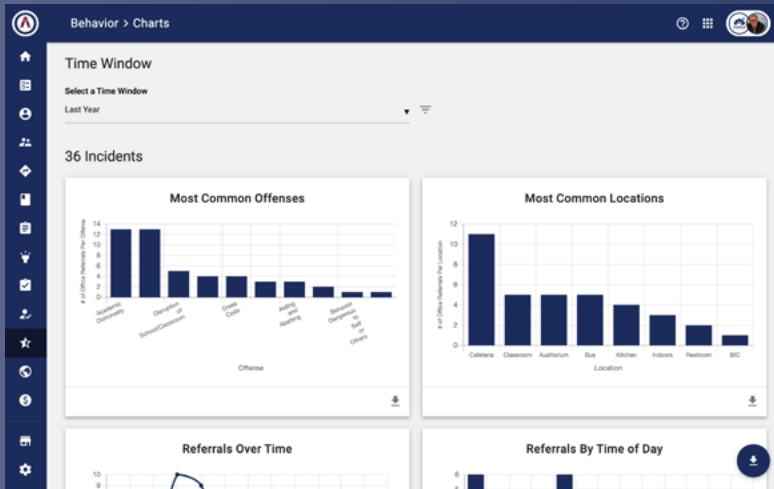 Behavior > Charts
Time Window
Select a Time Window
Last Year
36 Incidents
Most Common Offenses
# of Office Referrals Per Offense
14
12
10
8
6
4
2
0
Academic
Dishonesty
Disruption
of
School/Classroom
Dress
Code
Aiding
and
Abetting
Behavior
Dangerous
to
Self
or
Others
Offense
Most Common Locations
# of Office Referrals Per Location
12
10
8
6
4
2
0
Cafeteria Classroom Auditorium Bus Kitchen Indoors Restroom BIC
Location
Referrals Over Time
10
9
Referrals By Time of Day
6